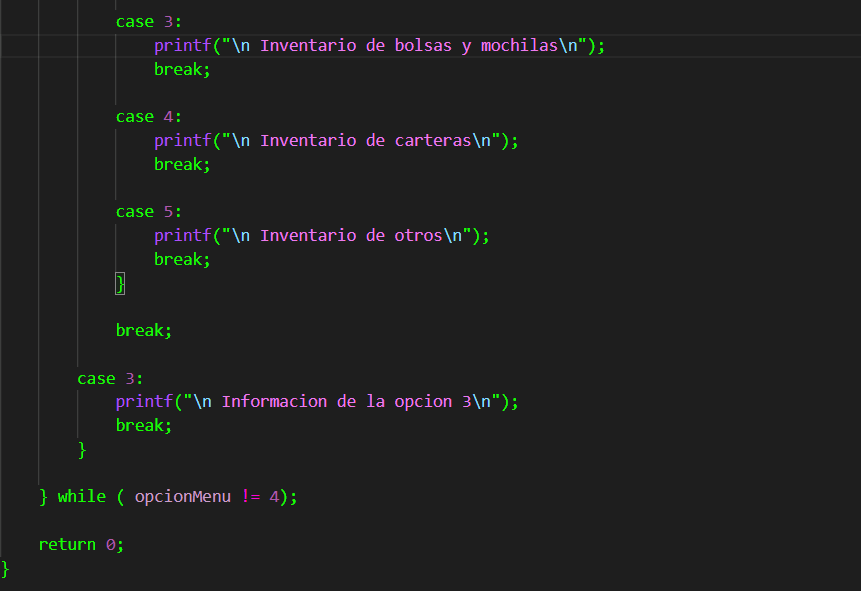 case 3:
printf("\n Inventario de bolsas y mochilas\n");
break;
case 4:
printf("\n Inventario de carteras\n");
break;
case 5:
printf("\n Inventario de otros\n");
break;
}
break;
case 3:
printf("\n Informacion de la opcion 3\n");
break;
}
} while ( opcionMenu != 4);
return 0;
}